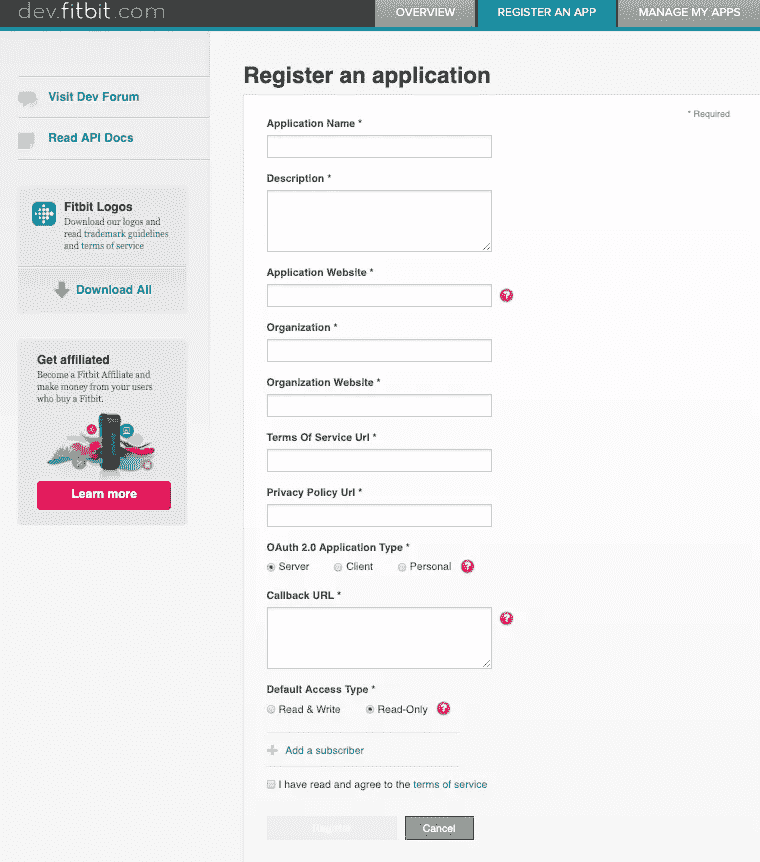 dev.fitbit.com
OVERVIEW
REGISTER AN APP
MANAGE MY APPS
Visit Dev Forum
Read API Docs
Fitbit Logos
Download our logos and
read trademark guidelines
and terms of service
Download All
Get affiliated
Become a Fitbit Affiliate and
make money from your users
who buy a Fitbit.
Learn more
Register an application
* Required
Application Name *
Description *
Application Website *
?
Organization *
Organization Website *
Terms Of Service Url *
Privacy Policy Url *
OAuth 2.0 Application Type *
Server Client Personal ?
Callback URL *
?
Default Access Type *
Read & Write Read-Only ?
Add a subscriber
I have read and agree to the terms of service
Register Cancel